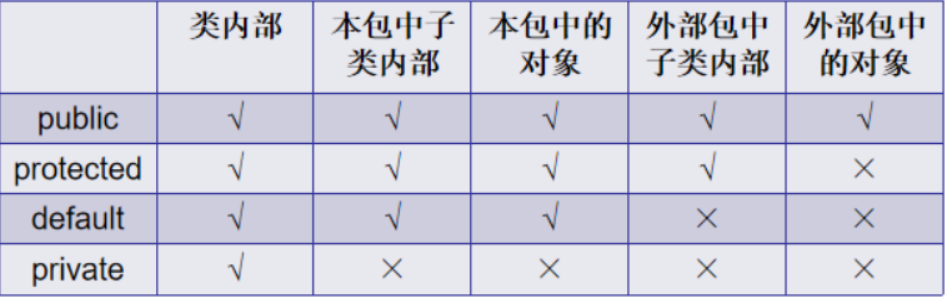 类内部 本包中子类内部 本包中的对象 外部包中子类内部 外部包中的对象
public √ √ √ √ √
protected √ √ √ √ ×
default √ √ √ × ×
private √ × × × ×